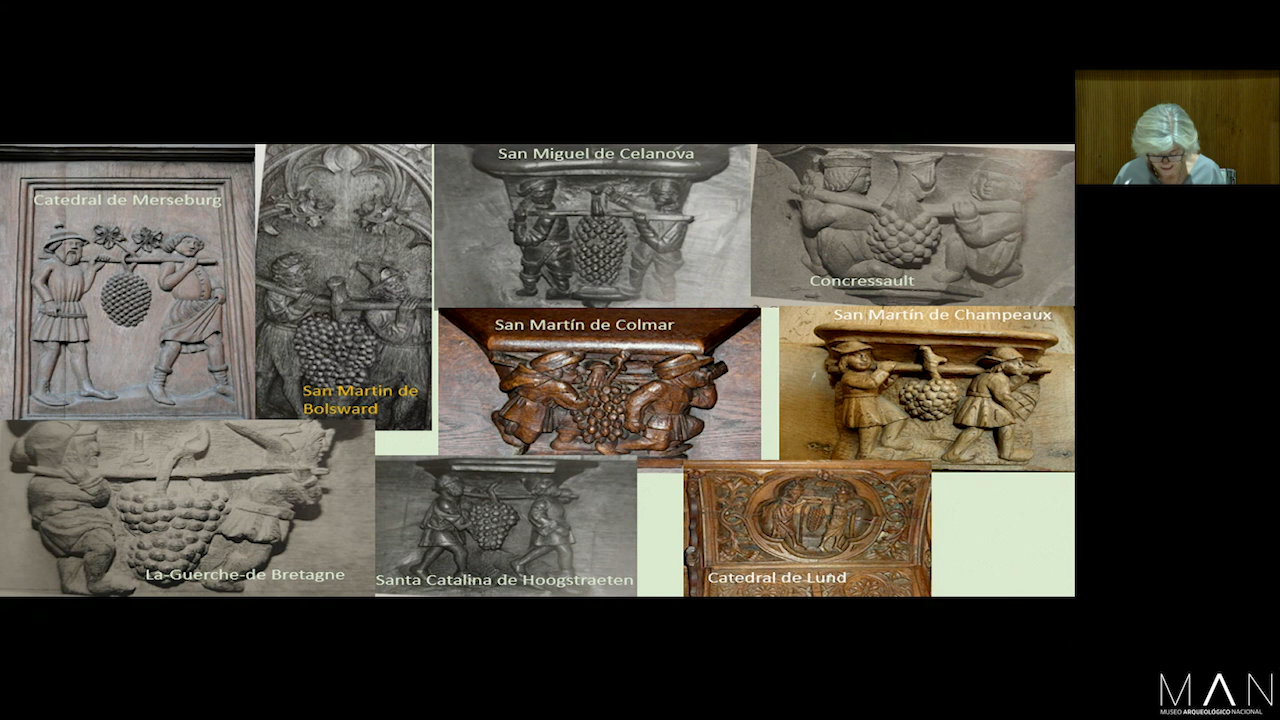 San Miguel de Celanova
Catedral de Merseburg
Concressault
San Martín de Champeaux
San Martín de Colmar
San Martin de
Bolsward
La-Guerche-de Bretagne
Santa Catalina de Hoogstraeten
Catedral de Lund
MAN
MUSEO ARQUEOLÓGICO NACIONAL